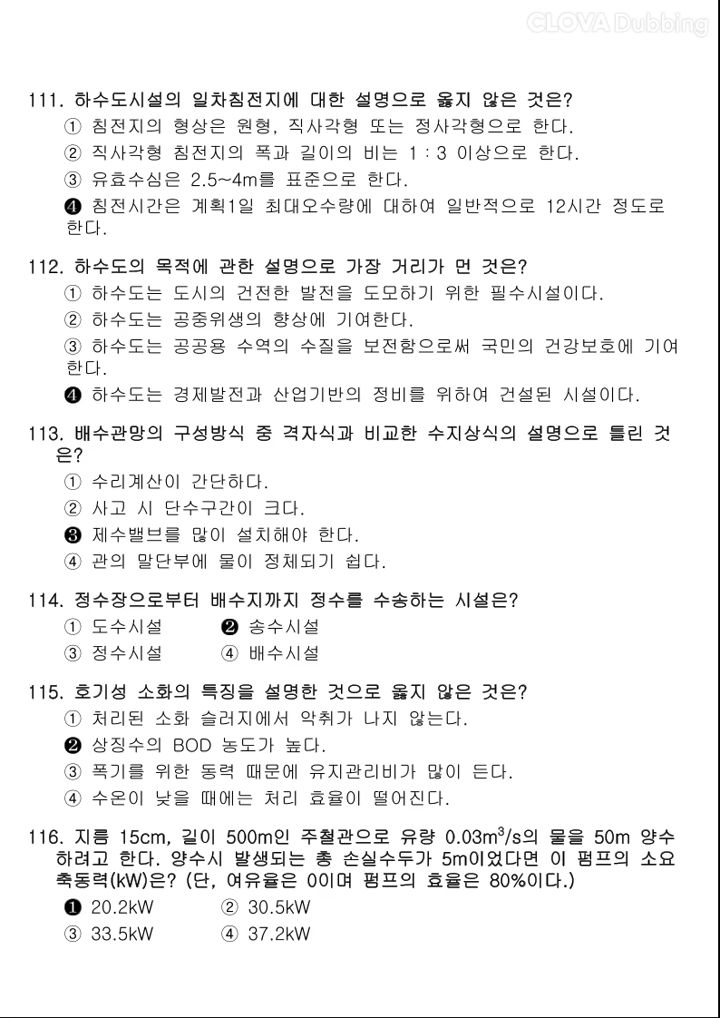 CLOVA Dubbing
111. 하수도시설의 일차침전지에 대한 설명으로 옳지 않은 것은?
① 침전지의 형상은 원형, 직사각형 또는 정사각형으로 한다.
② 직사각형 침전지의 폭과 길이의 비는 1 : 3 이상으로 한다.
③ 유효수심은 2.5~4m를 표준으로 한다.
❹ 침전시간은 계획1일 최대오수량에 대하여 일반적으로 12시간 정도로
한다.
112. 하수도의 목적에 관한 설명으로 가장 거리가 먼 것은?
① 하수도는 도시의 건전한 발전을 도모하기 위한 필수시설이다.
② 하수도는 공중위생의 향상에 기여한다.
③ 하수도는 공공용 수역의 수질을 보전함으로써 국민의 건강보호에 기여
한다.
❹ 하수도는 경제발전과 산업기반의 정비를 위하여 건설된 시설이다.
113. 배수관망의 구성방식 중 격자식과 비교한 수지상식의 설명으로 틀린 것
은?
① 수리계산이 간단하다.
② 사고 시 단수구간이 크다.
❸ 제수밸브를 많이 설치해야 한다.
④ 관의 말단부에 물이 정체되기 쉽다.
114. 정수장으로부터 배수지까지 정수를 수송하는 시설은?
① 도수시설 ❷ 송수시설
③ 정수시설 ④ 배수시설
115. 호기성 소화의 특징을 설명한 것으로 옳지 않은 것은?
① 처리된 소화 슬러지에서 악취가 나지 않는다.
❷ 상징수의 BOD 농도가 높다.
③ 폭기를 위한 동력 때문에 유지관리비가 많이 든다.
④ 수온이 낮을 때에는 처리 효율이 떨어진다.
116. 지름 15cm, 길이 500m인 주철관으로 유량 0.03m³/s의 물을 50m 양수
하려고 한다. 양수시 발생되는 총 손실수두가 5m이었다면 이 펌프의 소요
축동력(kW)은? (단, 여유율은 0이며 펌프의 효율은 80%이다.)
❶ 20.2kW ② 30.5kW
③ 33.5kW ④ 37.2kW